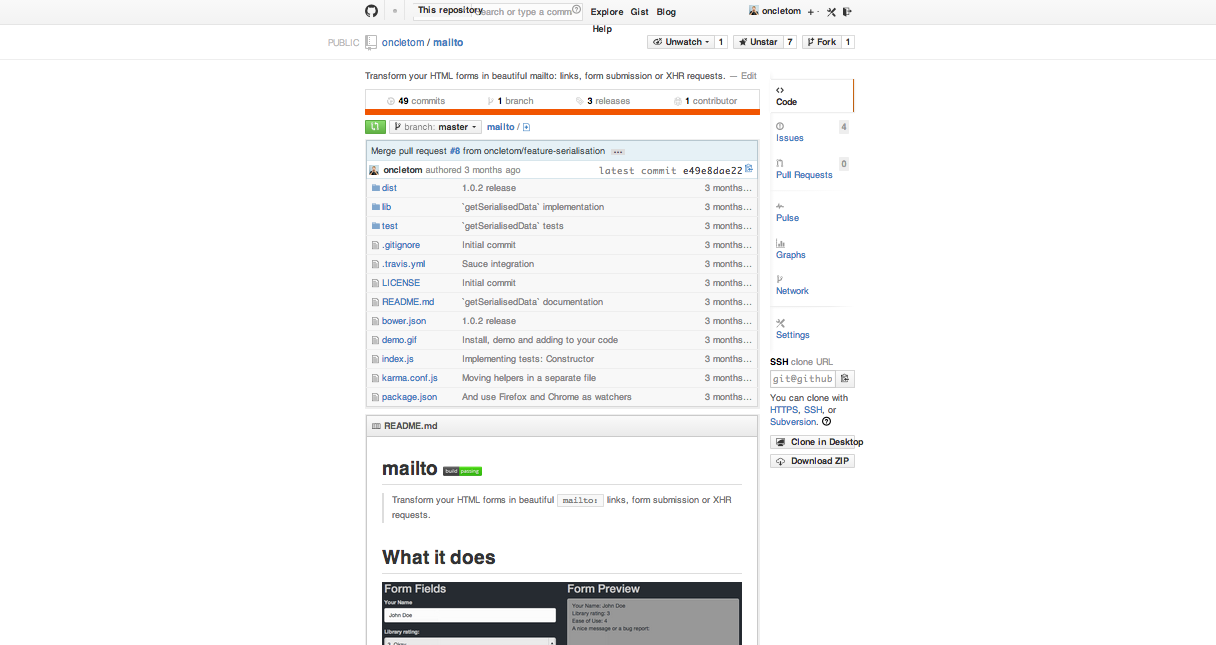 This repository Search or type a comm Explore Gist Blog oncletom
Help
PUBLIC oncletom / mailto Unwatch 1 Unstar 7 Fork 1
Transform your HTML forms in beautiful mailto: links, form submission or XHR requests. — Edit
49 commits 1 branch 3 releases 1 contributor
branch: master mailto /
Merge pull request #8 from oncletom/feature-serialisation ...
oncletom authored 3 months ago latest commit e49e8dae22
dist 1.0.2 release 3 months…
lib `getSerialisedData` implementation 3 months…
test `getSerialisedData` tests 3 months…
.gitignore Initial commit 3 months…
.travis.yml Sauce integration 3 months…
LICENSE Initial commit 3 months…
README.md `getSerialisedData` documentation 3 months…
bower.json 1.0.2 release 3 months…
demo.gif Install, demo and adding to your code 3 months…
index.js Implementing tests: Constructor 3 months…
karma.conf.js Moving helpers in a separate file 3 months…
package.json And use Firefox and Chrome as watchers 3 months…
Code
Issues 4
Pull Requests 0
Pulse
Graphs
Network
Settings
SSH clone URL
git@github
You can clone with
HTTPS, SSH, or
Subversion.
Clone in Desktop
Download ZIP
README.md
mailto build passing
Transform your HTML forms in beautiful mailto: links, form submission or XHR
requests.
What it does
Form Fields
Your Name
John Doe
Library rating:
Form Preview
Your Name: John Doe
Library rating: 3
Ease of Use: 4
A nice message or a bug report: